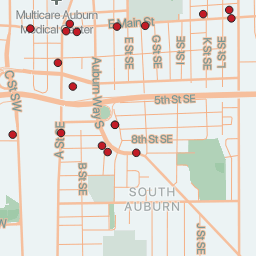 Multicare Auburn
Medical Center
E Main St
E St SE
G St SE
I St SE
K St SE
L St SE
C St SW
Auburn Way S
A St SE
B St SE
5th St SE
8th St SE
J St SE
SOUTH
AUBURN